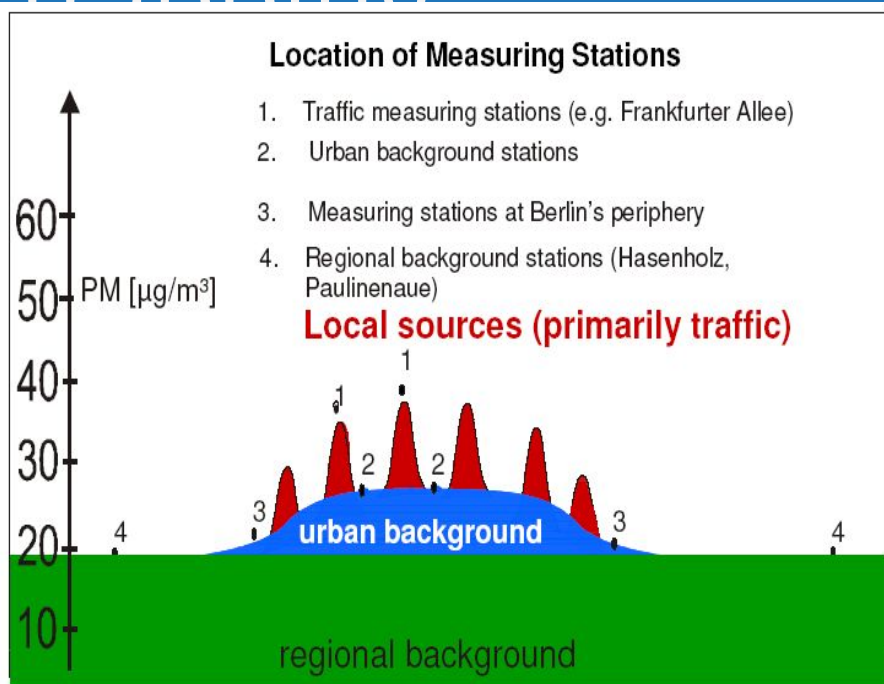 Location of Measuring Stations
1. Traffic measuring stations (e.g. Frankfurter Allee)
2. Urban background stations
3. Measuring stations at Berlin's periphery
4. Regional background stations (Hasenholz,
Paulinenaue)
Local sources (primarily traffic)
60
50 PM [µg/m³]
40
30
20
10
1
1
2 2
3
3
4
4
urban background
regional background